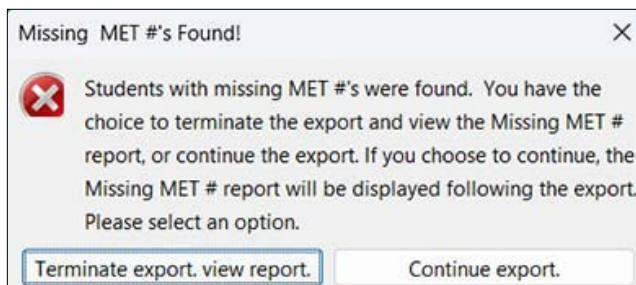 Missing MET #'s Found!
Students with missing MET #'s were found. You have the
choice to terminate the export and view the Missing MET #
report, or continue the export. If you choose to continue, the
Missing MET # report will be displayed following the export.
Please select an option.
Terminate export. view report.
Continue export.